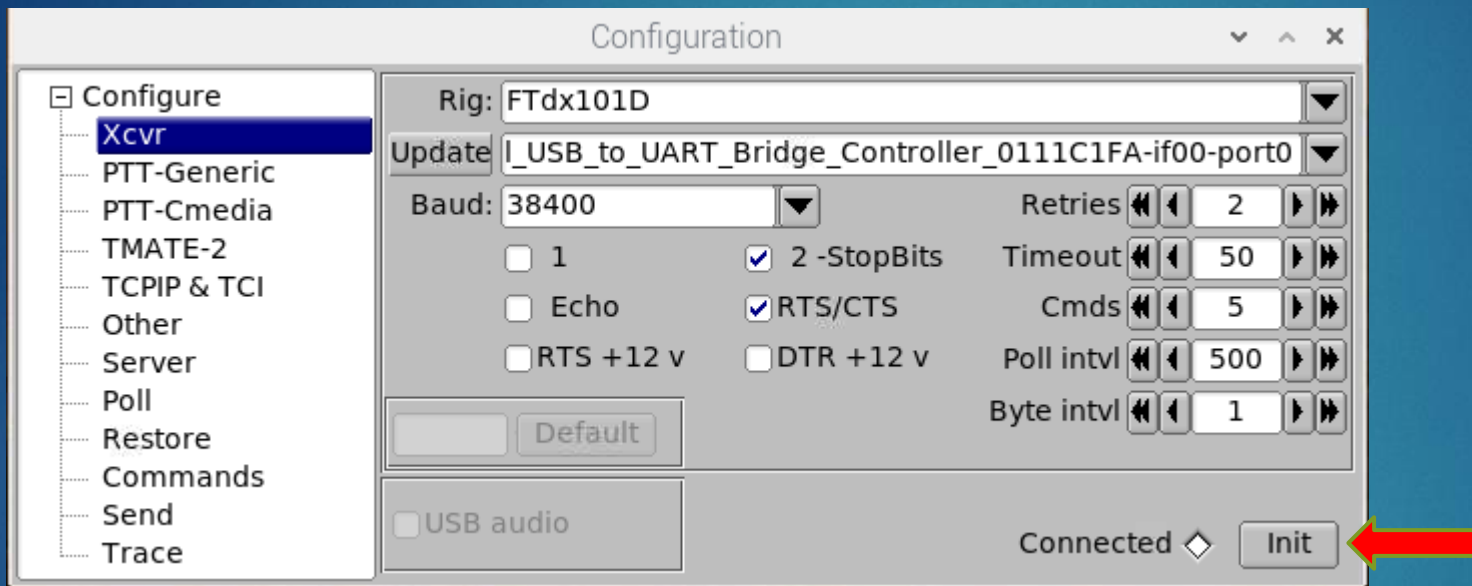 Configuration
Configure
Xcvr
PTT-Generic
PTT-Cmedia
TMATE-2
TCPIP & TCI
Other
Server
Poll
Restore
Commands
Send
Trace
Rig: FTdx101D
Update l_USB_to_UART_Bridge_Controller_0111C1FA-if00-port0
Baud: 38400 Retries 2
1 2 -StopBits Timeout 50
Echo RTS/CTS Cmds 5
RTS +12 v DTR +12 v Poll intvl 500
Byte intvl 1
Default
USB audio
Connected Init